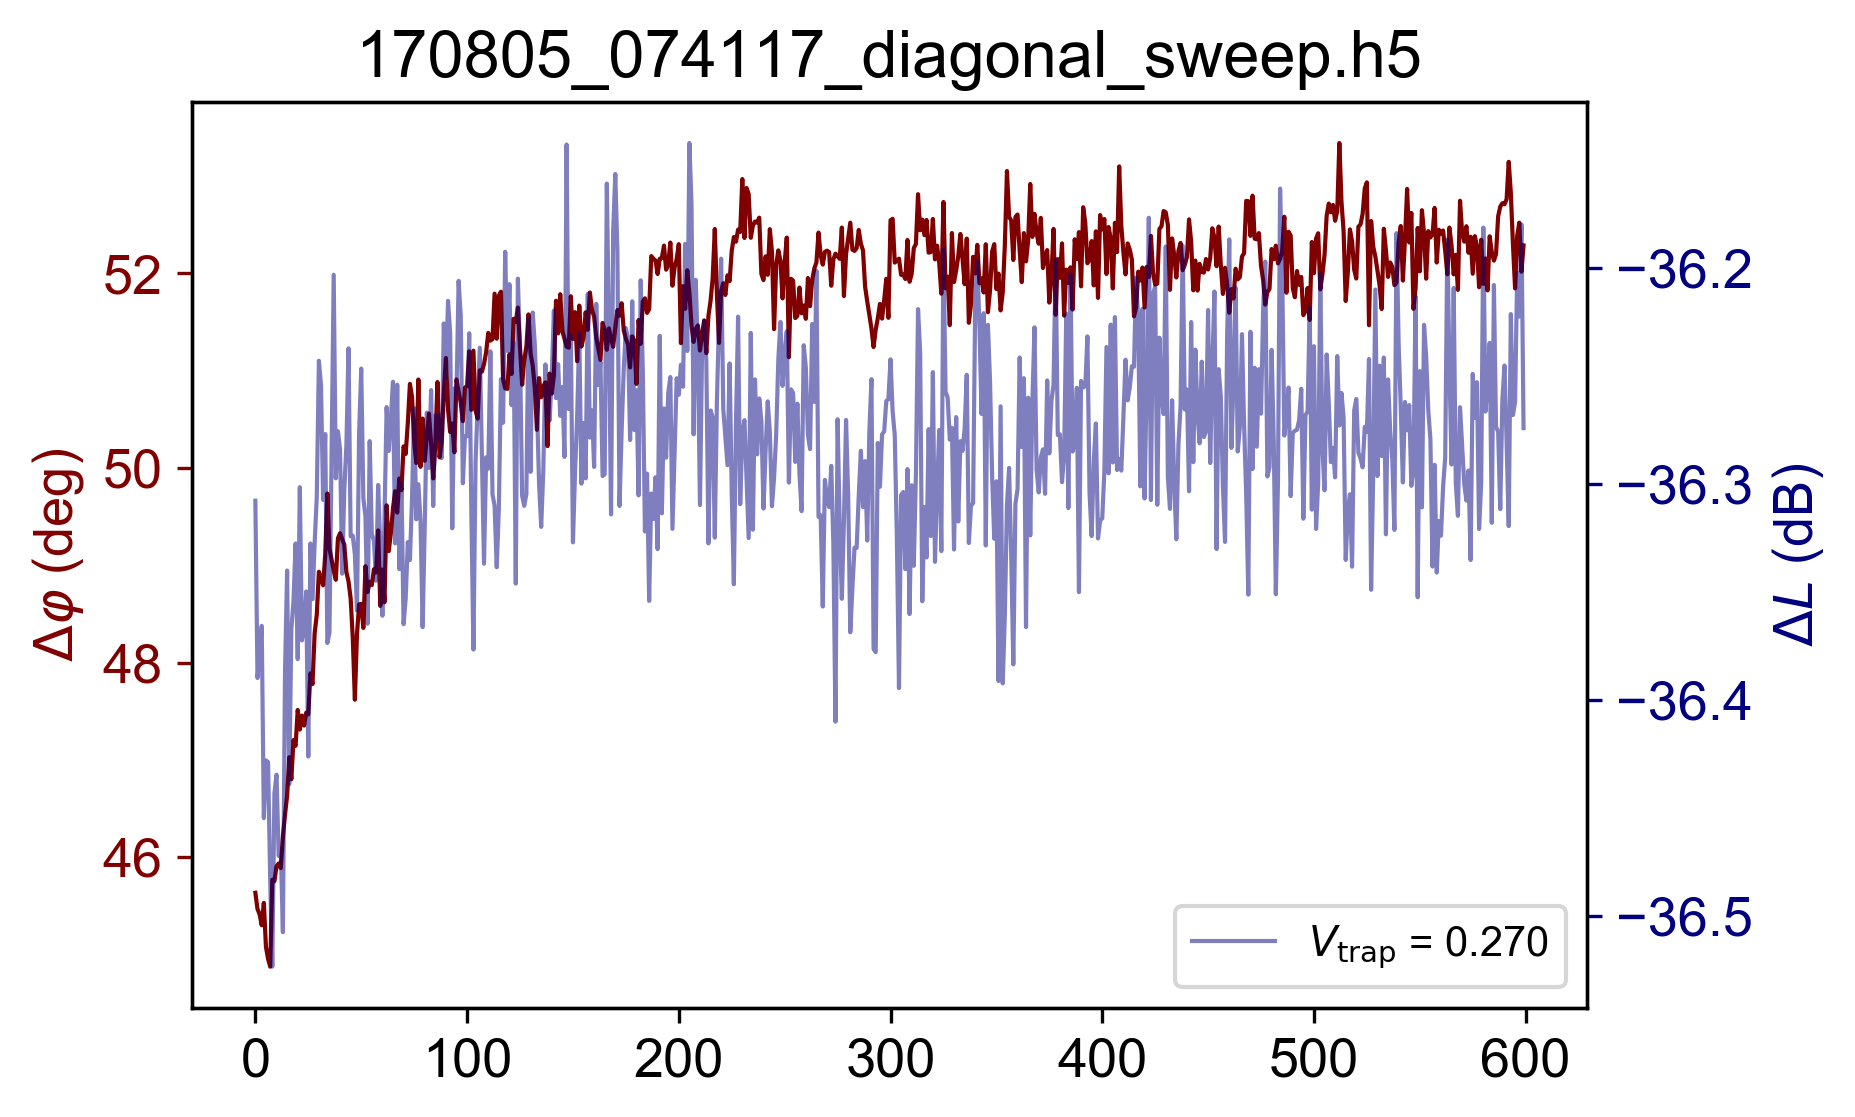 170805_074117_diagonal_sweep.h5
Δφ (deg)
52
50
48
46
−36.2
−36.3
−36.4
−36.5
ΔL (dB)
V_trap = 0.270
0 100 200 300 400 500 600